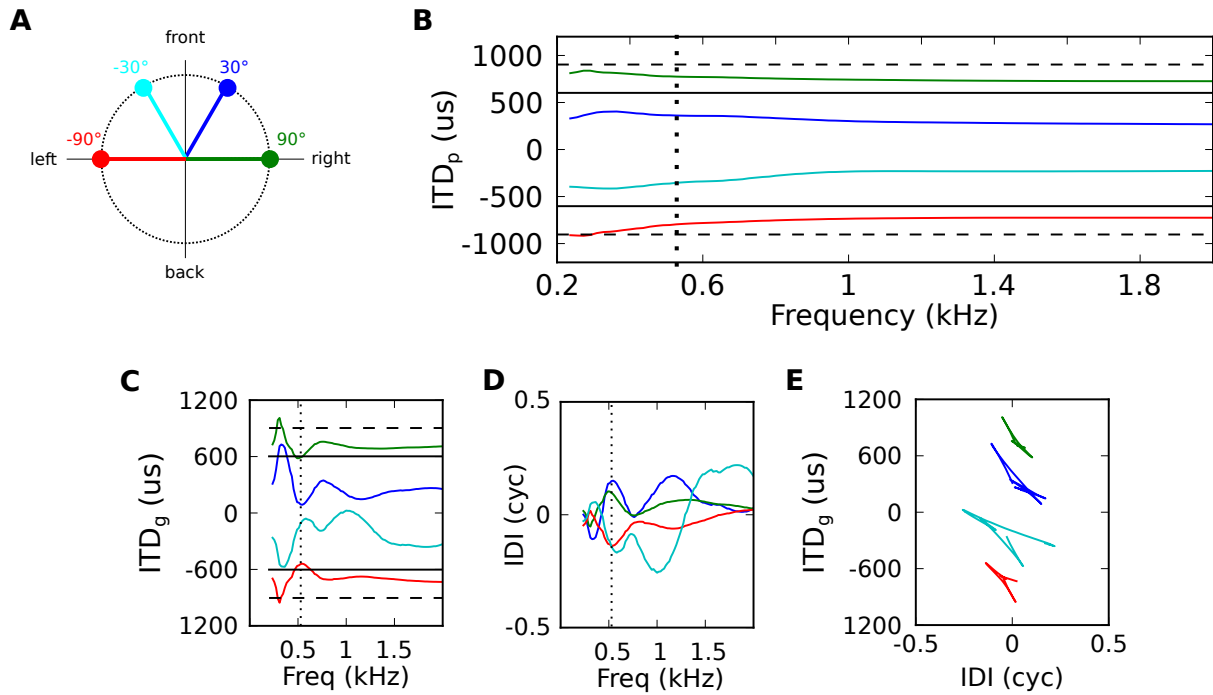 A
front
-30°
30°
-90°
90°
left
right
back
B
ITD_p (us)
1000
500
0
-500
-1000
0.2
0.6
1
1.4
1.8
Frequency (kHz)
C
ITD_g (us)
1200
600
0
-600
1200
0.5
1
1.5
Freq (kHz)
D
IDI (cyc)
0.5
0
-0.5
0.5
1
1.5
Freq (kHz)
E
ITD_g (us)
1200
600
0
-600
1200
-0.5
0
0.5
IDI (cyc)